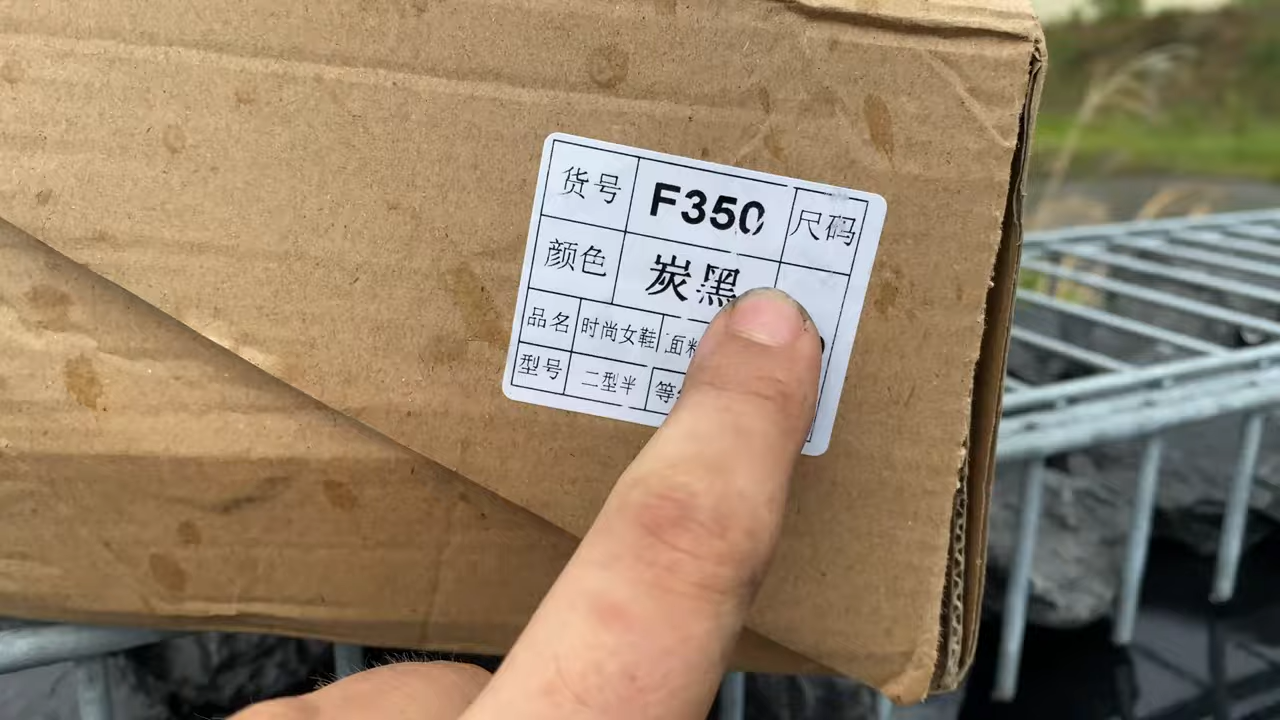 货号 F350 尺码
颜色 炭黑
品名 时尚女鞋 面料
型号 二型半